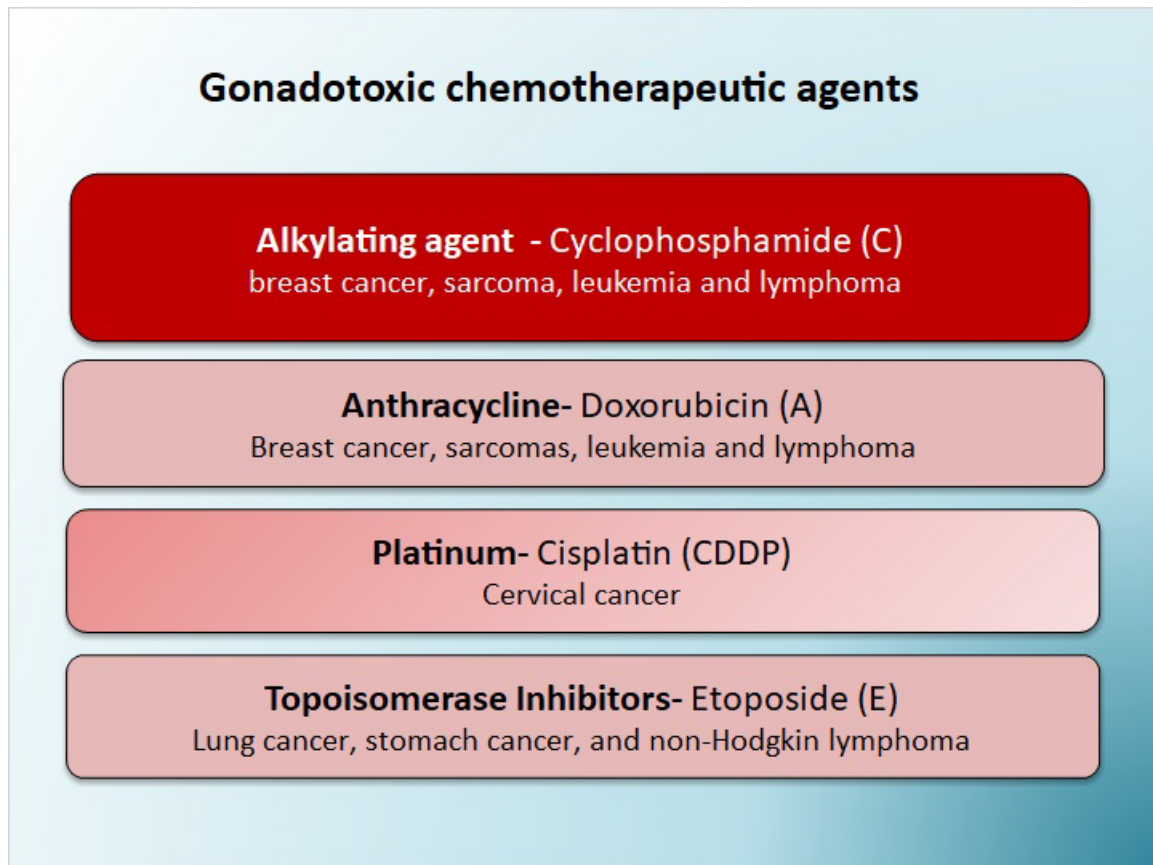 Gonadotoxic chemotherapeutic agents
Alkylating agent - Cyclophosphamide (C)
breast cancer, sarcoma, leukemia and lymphoma
Anthracycline- Doxorubicin (A)
Breast cancer, sarcomas, leukemia and lymphoma
Platinum- Cisplatin (CDDP)
Cervical cancer
Topoisomerase Inhibitors- Etoposide (E)
Lung cancer, stomach cancer, and non-Hodgkin lymphoma